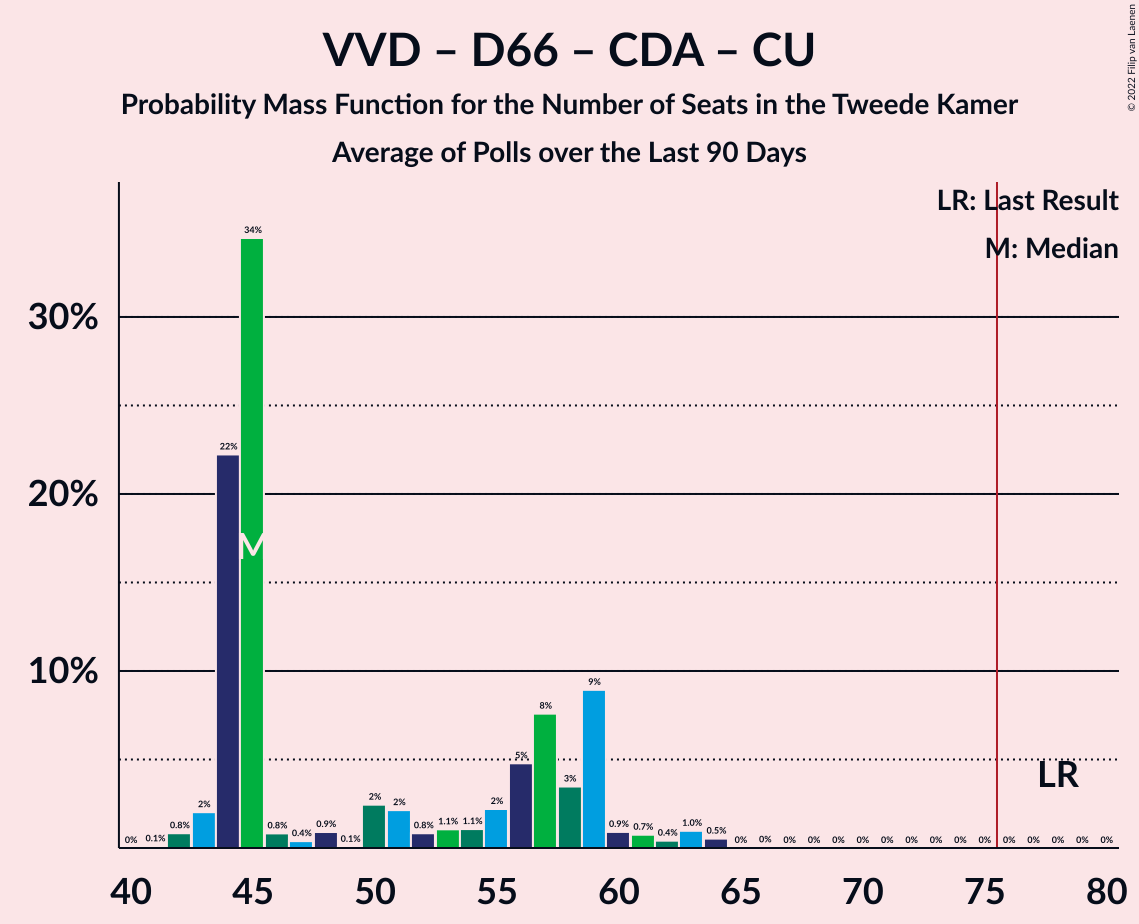 VVD – D66 – CDA – CU
Probability Mass Function for the Number of Seats in the Tweede Kamer
Average of Polls over the Last 90 Days
© 2022 Filip van Laenen
LR: Last Result
M: Median
30%
20%
10%
0% 0.1% 0.8% 2% 22% 34% 0.8% 0.4% 0.9% 0.1% 2% 2% 0.8% 1.1% 1.1% 2% 5% 8% 3% 9% 0.9% 0.7% 0.4% 1.0% 0.5% 0% 0% 0% 0% 0% 0% 0% 0% 0% 0% 0% 0% 0% 0% 0% 0%
M
LR
40 45 50 55 60 65 70 75 80